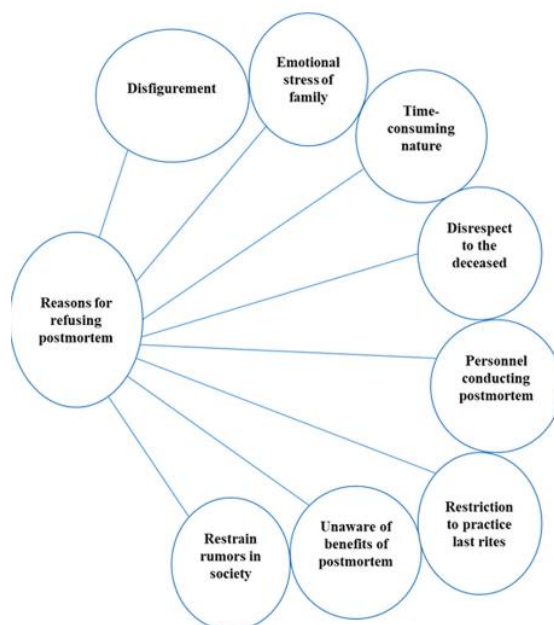 Disfigurement
Emotional
stress of
family
Time-
consuming
nature
Disrespect
to the
deceased
Reasons for
refusing
postmortem
Personnel
conducting
postmortem
Restriction
to practice
last rites
Unaware of
benefits of
postmortem
Restrain
rumors in
society